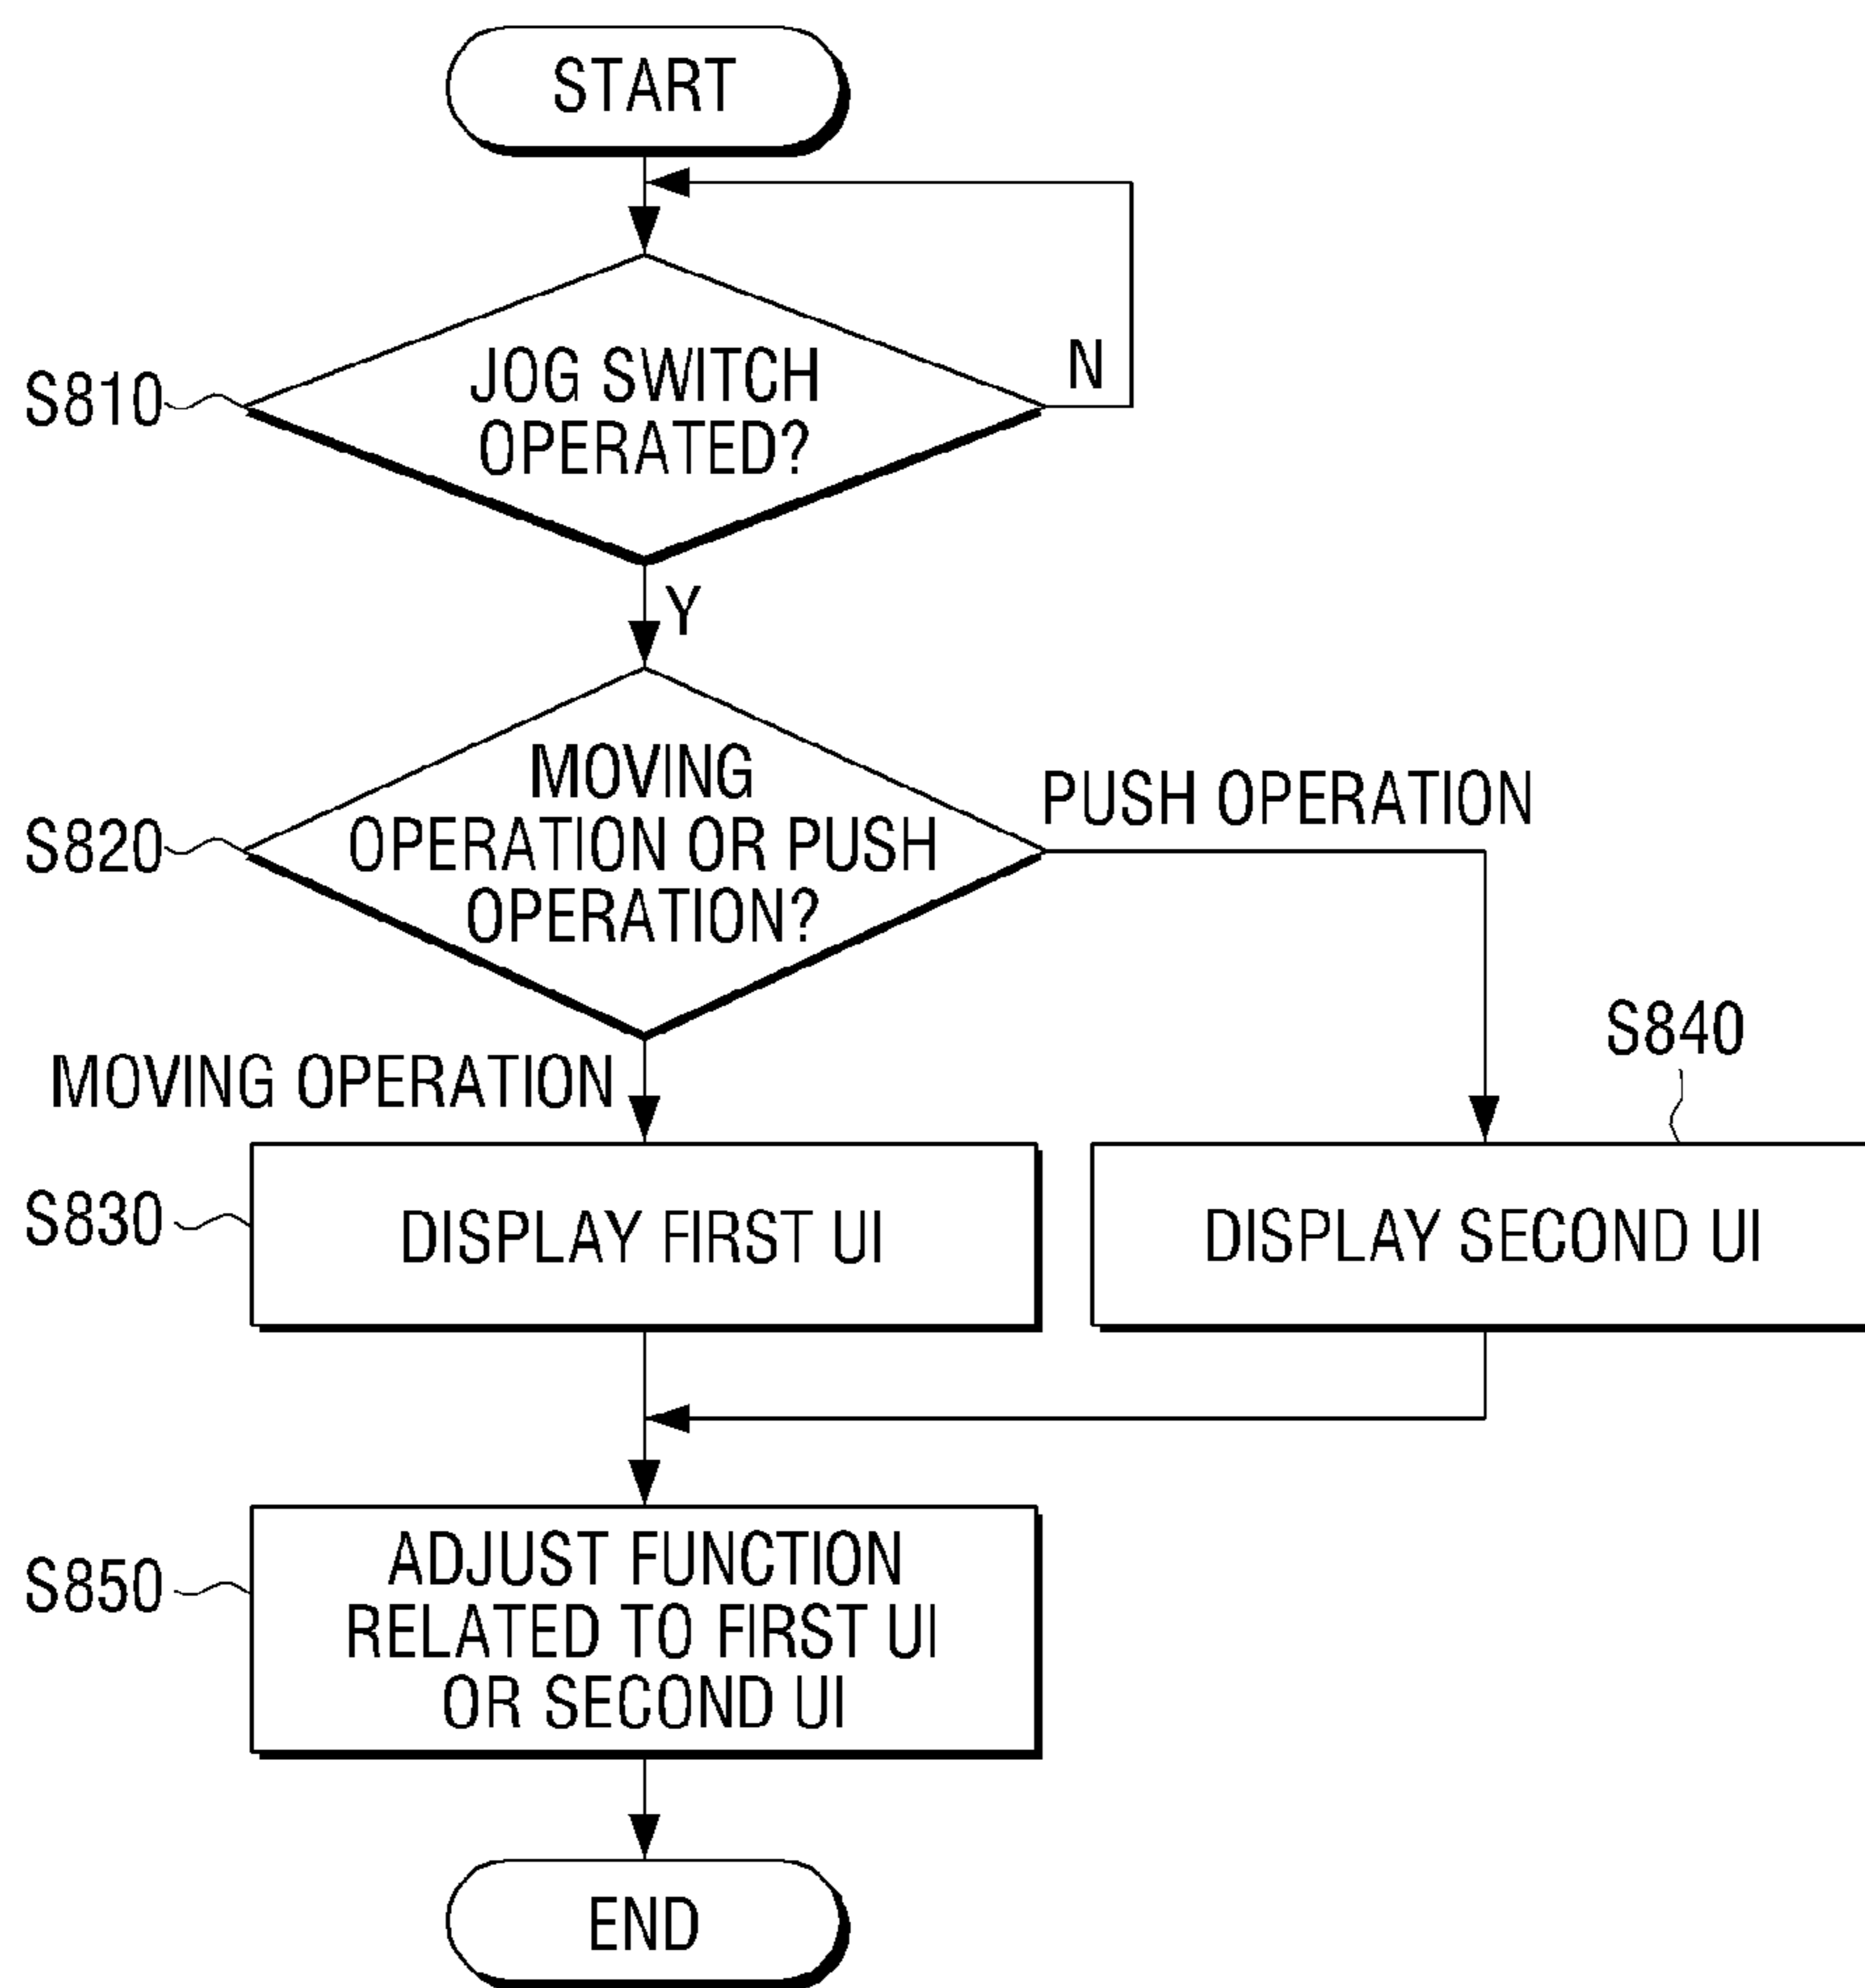 START
S810
JOG SWITCH
OPERATED?
N
Y
S820
MOVING
OPERATION OR PUSH
OPERATION?
PUSH OPERATION
MOVING OPERATION
S840
S830
DISPLAY FIRST UI
DISPLAY SECOND UI
S850
ADJUST FUNCTION
RELATED TO FIRST UI
OR SECOND UI
END